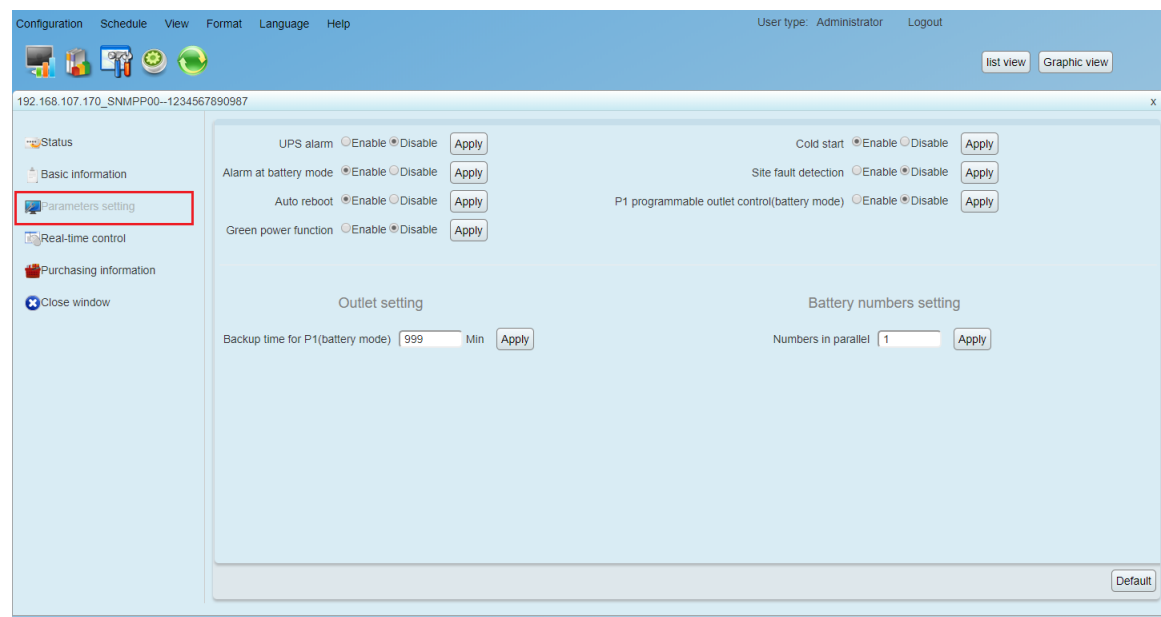 Configuration Schedule View Format Language Help User type: Administrator Logout
list view Graphic view
192.168.107.170_SNMPP00--1234567890987 x
Status
Basic information
Parameters setting
Real-time control
Purchasing information
Close window
UPS alarm Enable Disable Apply Cold start Enable Disable Apply
Alarm at battery mode Enable Disable Apply Site fault detection Enable Disable Apply
Auto reboot Enable Disable Apply P1 programmable outlet control(battery mode) Enable Disable Apply
Green power function Enable Disable Apply
Outlet setting Battery numbers setting
Backup time for P1(battery mode) 999 Min Apply Numbers in parallel 1 Apply
Default